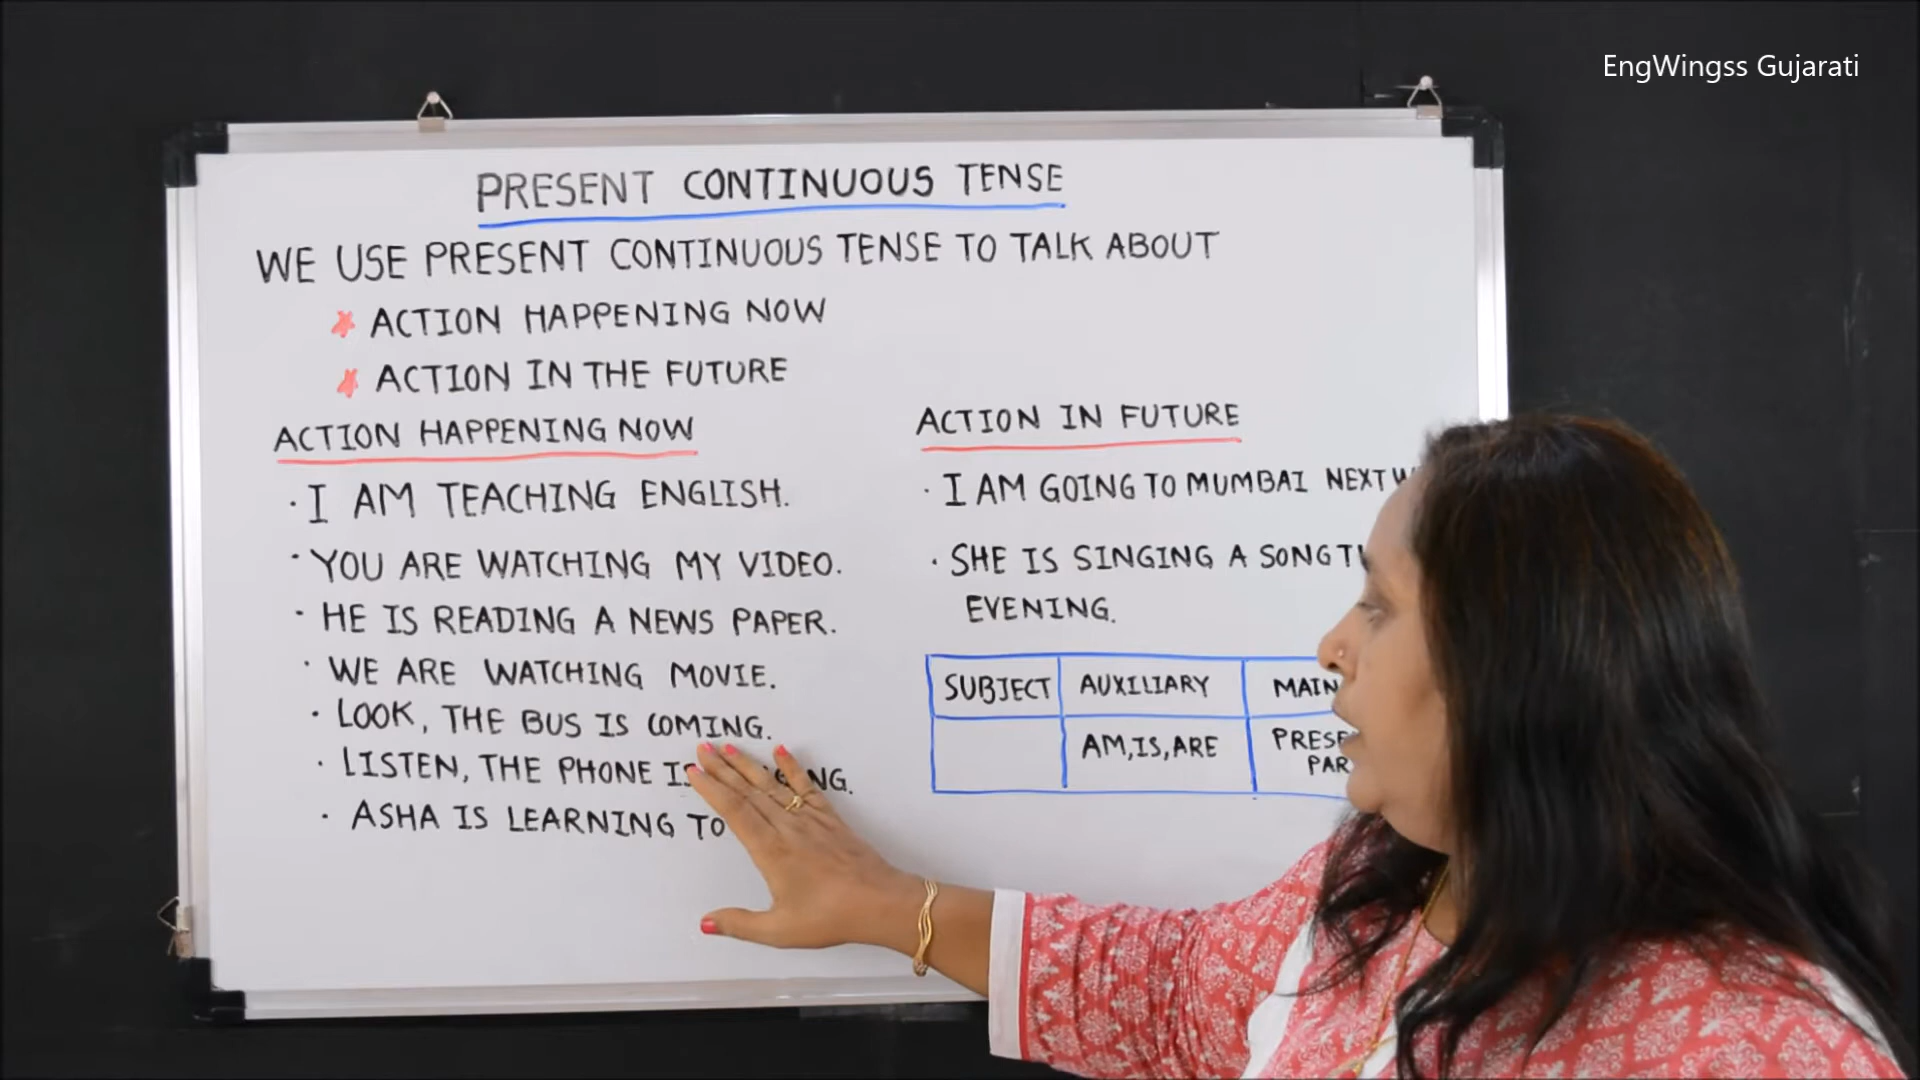 EngWingss Gujarati
PRESENT CONTINUOUS TENSE
WE USE PRESENT CONTINUOUS TENSE TO TALK ABOUT
* ACTION HAPPENING NOW
* ACTION IN THE FUTURE
ACTION HAPPENING NOW
· I AM TEACHING ENGLISH.
· YOU ARE WATCHING MY VIDEO.
· HE IS READING A NEWS PAPER.
· WE ARE WATCHING MOVIE.
· LOOK, THE BUS IS COMING.
· LISTEN, THE PHONE IS
· ASHA IS LEARNING TO
ACTION IN FUTURE
· I AM GOING TO MUMBAI NEXT
· SHE IS SINGING A SONG
EVENING.
SUBJECT AUXILIARY MAIN
AM, IS, ARE